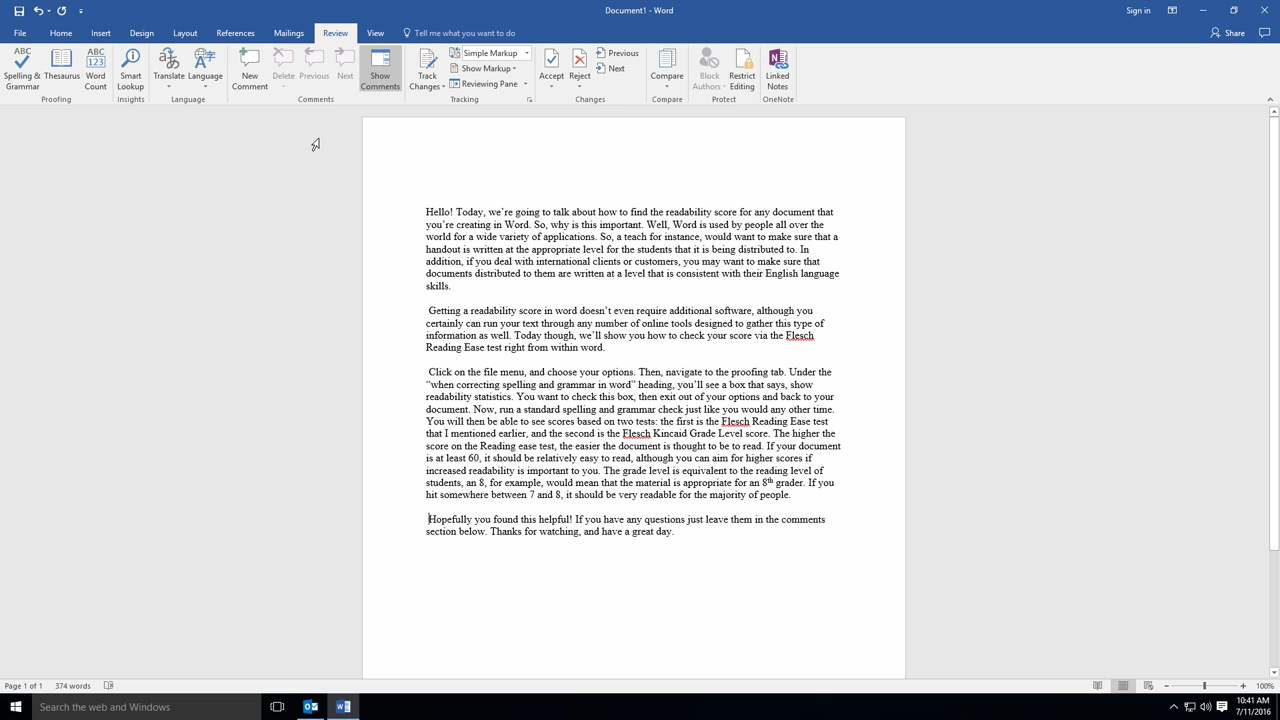 Document1 - Word
Sign in
File Home Insert Design Layout References Mailings Review View Tell me what you want to do
Share
ABC
Spelling & Grammar
Thesaurus
ABC 123
Word Count
Smart Lookup
Translate
Language
New Comment
Delete
Previous
Next
Show Comments
Track Changes
Simple Markup
Show Markup
Reviewing Pane
Accept
Reject
Previous
Next
Compare
Block Authors
Restrict Editing
Linked Notes
Proofing Insights Language Comments Tracking Changes Compare Protect OneNote
Hello! Today, we’re going to talk about how to find the readability score for any document that
you’re creating in Word. So, why is this important. Well, Word is used by people all over the
world for a wide variety of applications. So, a teach for instance, would want to make sure that a
handout is written at the appropriate level for the students that it is being distributed to. In
addition, if you deal with international clients or customers, you may want to make sure that
documents distributed to them are written at a level that is consistent with their English language
skills.
Getting a readability score in word doesn’t even require additional software, although you
certainly can run your text through any number of online tools designed to gather this type of
information as well. Today though, we’ll show you how to check your score via the Flesch
Reading Ease test right from within word.
Click on the file menu, and choose your options. Then, navigate to the proofing tab. Under the
“when correcting spelling and grammar in word” heading, you’ll see a box that says, show
readability statistics. You want to check this box, then exit out of your options and back to your
document. Now, run a standard spelling and grammar check just like you would any other time.
You will then be able to see scores based on two tests: the first is the Flesch Reading Ease test
that I mentioned earlier, and the second is the Flesch Kincaid Grade Level score. The higher the
score on the Reading ease test, the easier the document is thought to be to read. If your document
is at least 60, it should be relatively easy to read, although you can aim for higher scores if
increased readability is important to you. The grade level is equivalent to the reading level of
students, an 8, for example, would mean that the material is appropriate for an 8th grader. If you
hit somewhere between 7 and 8, it should be very readable for the majority of people.
Hopefully you found this helpful! If you have any questions just leave them in the comments
section below. Thanks for watching, and have a great day.
Page 1 of 1 374 words
100%
Search the web and Windows
10:41 AM
7/11/2016